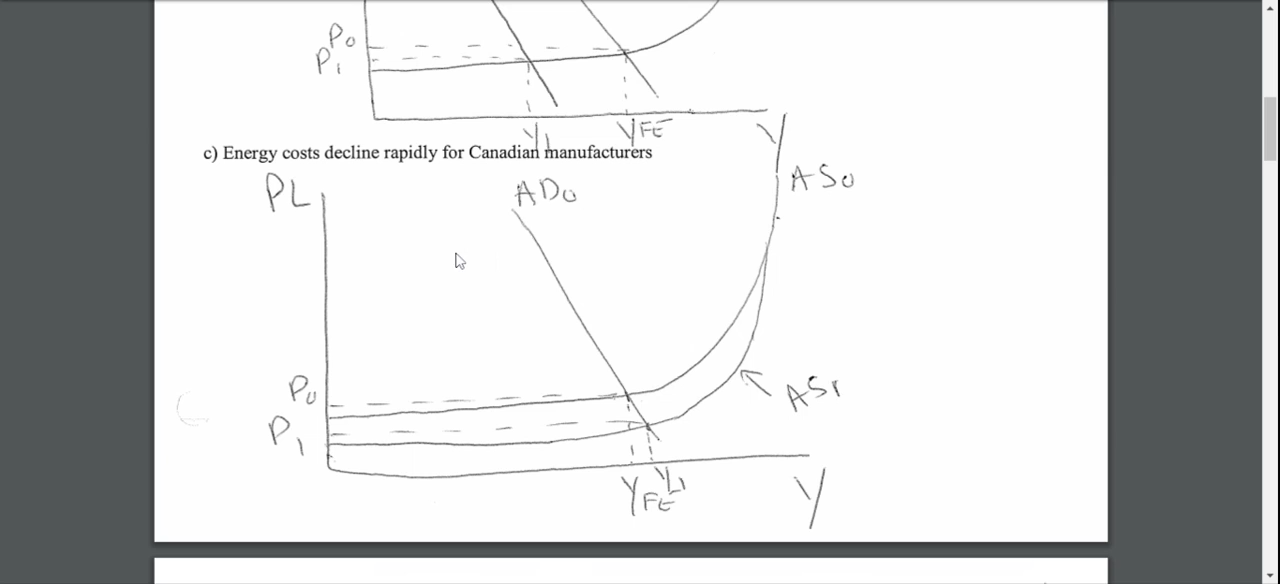 P0
P1
Y1 YFE Y
c) Energy costs decline rapidly for Canadian manufacturers
PL AD0 AS0
P0
AS1
P1
YFE Y1 Y